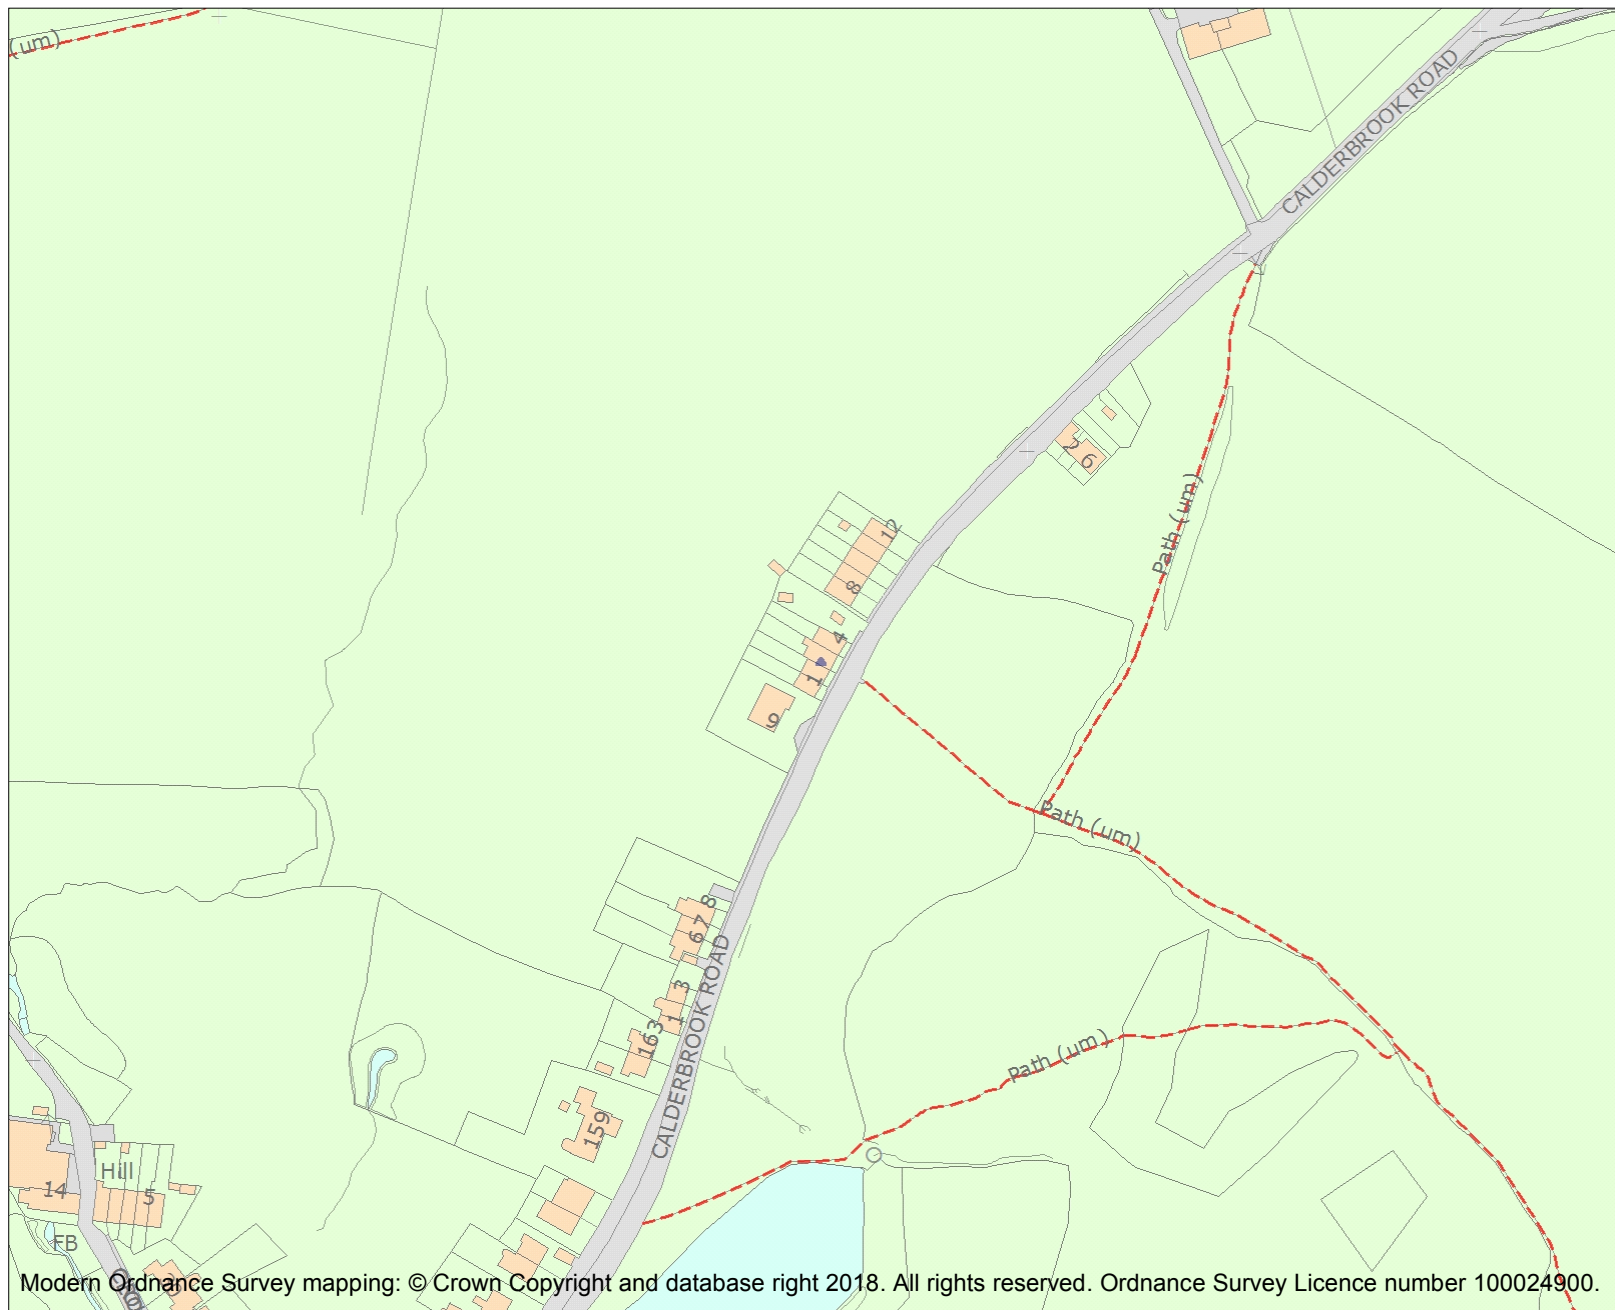 (um)
CALDERBROOK ROAD
2
6
Path (um)
12
8
4
1
9
Path (um)
8
7
6
CALDERBROOK ROAD
3
1
163
Path (um)
159
Hill
14
5
FB
Modern Ordnance Survey mapping: © Crown Copyright and database right 2018. All rights reserved. Ordnance Survey Licence number 100024900.